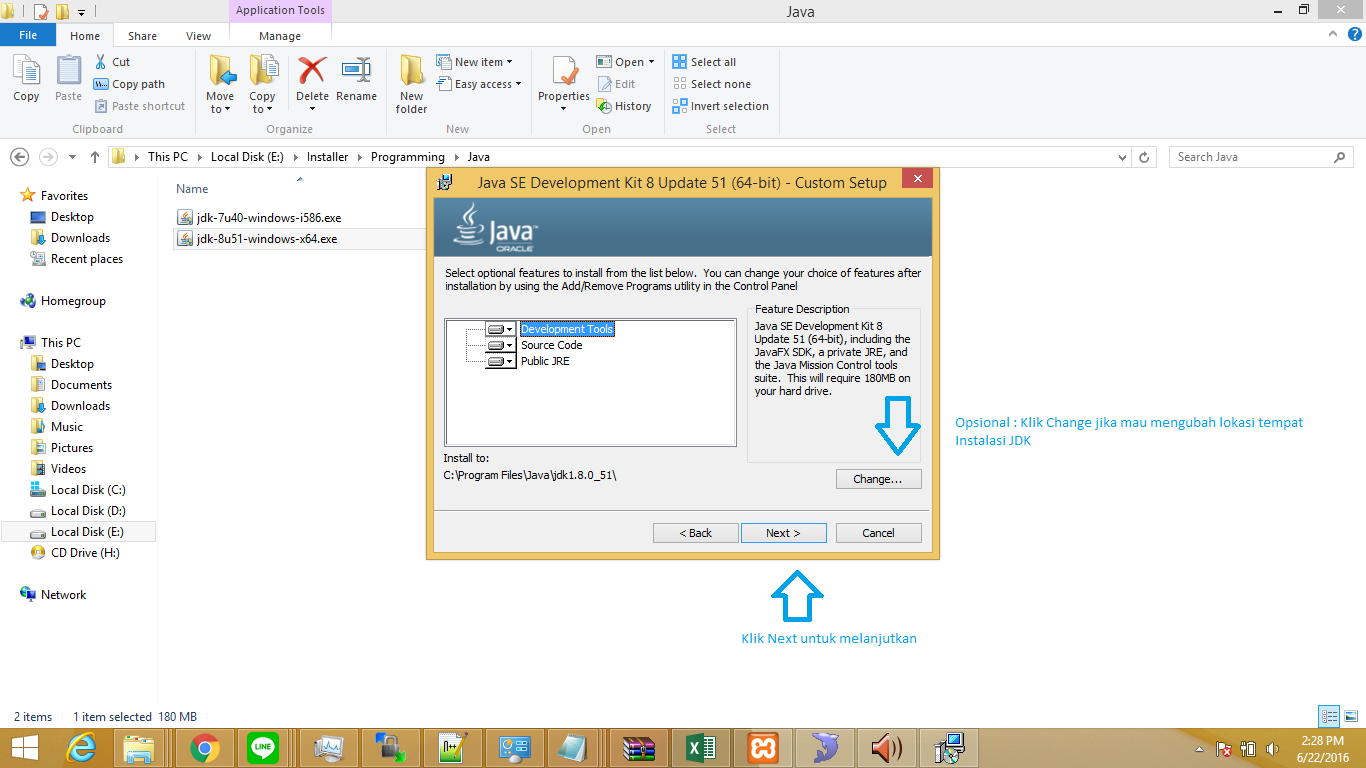 Application Tools
Java
File
Home
Share
View
Manage
Copy
Paste
Cut
Copy path
Paste shortcut
Clipboard
Move to
Copy to
Delete
Rename
Organize
New folder
New item
Easy access
New
Properties
Open
Edit
History
Open
Select all
Select none
Invert selection
Select
This PC
Local Disk (E:)
Installer
Programming
Java
Search Java
Favorites
Desktop
Downloads
Recent places
Homegroup
This PC
Desktop
Documents
Downloads
Music
Pictures
Videos
Local Disk (C:)
Local Disk (D:)
Local Disk (E:)
CD Drive (H:)
Network
Name
jdk-7u40-windows-i586.exe
jdk-8u51-windows-x64.exe
Java SE Development Kit 8 Update 51 (64-bit) - Custom Setup
Java™
ORACLE
Select optional features to install from the list below. You can change your choice of features after
installation by using the Add/Remove Programs utility in the Control Panel
Development Tools
Source Code
Public JRE
Feature Description
Java SE Development Kit 8
Update 51 (64-bit), including the
JavaFX SDK, a private JRE, and
the Java Mission Control tools
suite. This will require 180MB on
your hard drive.
Install to:
C:\Program Files\Java\jdk1.8.0_51\
Change...
< Back
Next >
Cancel
Opsional : Klik Change jika mau mengubah lokasi tempat
Instalasi JDK
Klik Next untuk melanjutkan
2 items
1 item selected 180 MB
LINE
2:28 PM
6/22/2016